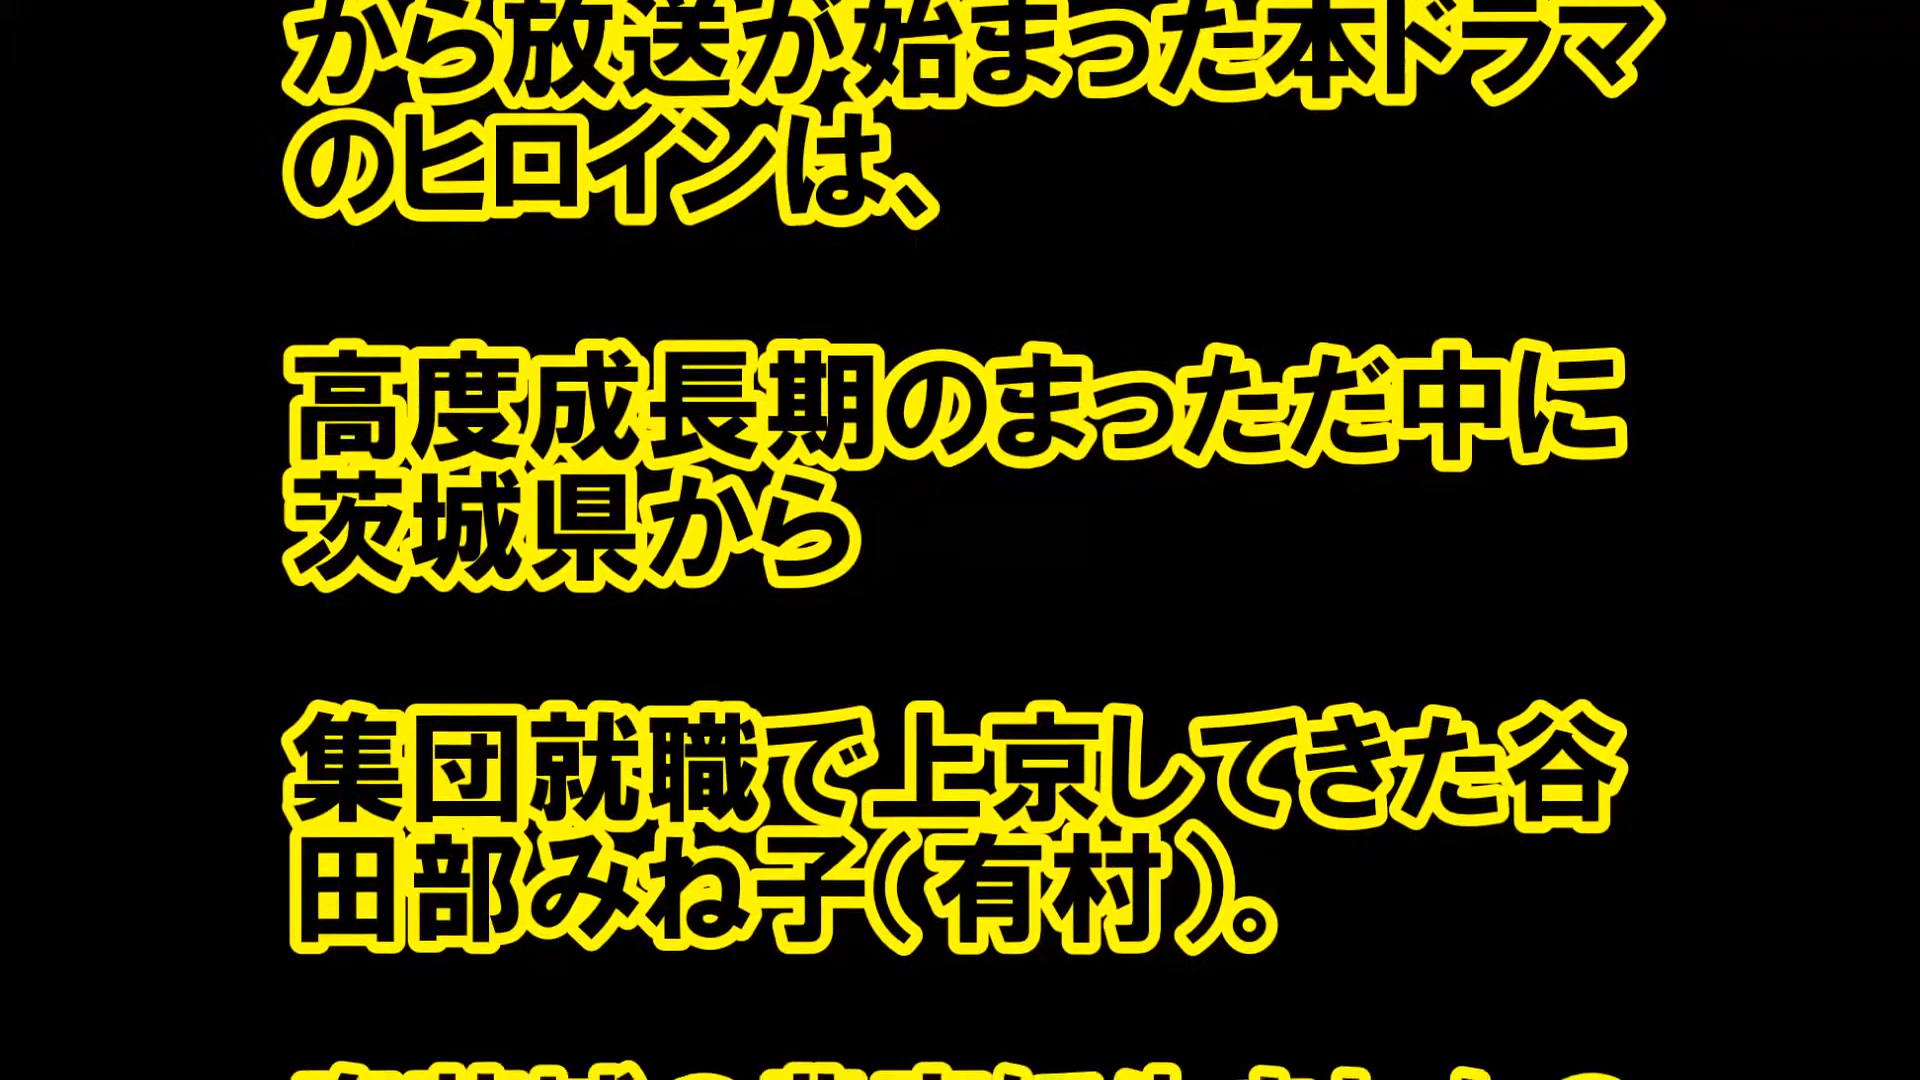 から放送が始まった本ドラマ
のヒロインは、
高度成長期のまっただ中に
茨城県から
集団就職で上京してきた谷
田部みね子(有村)。